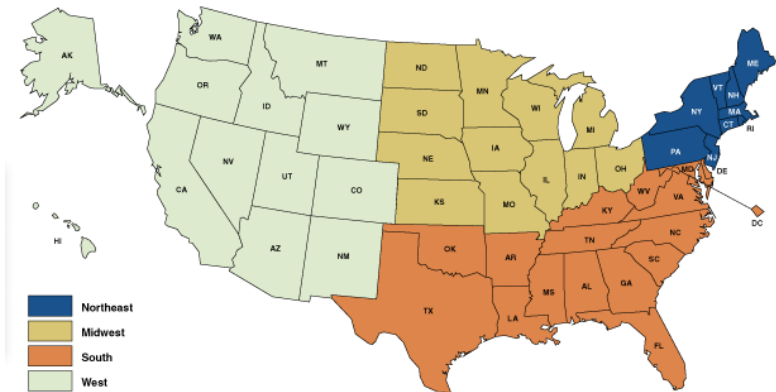 AK
WA
OR
ID
MT
WY
CA
NV
UT
CO
AZ
NM
HI
ND
SD
NE
KS
MN
IA
MO
WI
IL
MI
IN
OH
ME
VT
NH
NY
MA
CT
RI
PA
NJ
DE
MD
DC
WV
VA
KY
NC
TN
SC
OK
AR
TX
LA
MS
AL
GA
FL
Northeast
Midwest
South
West